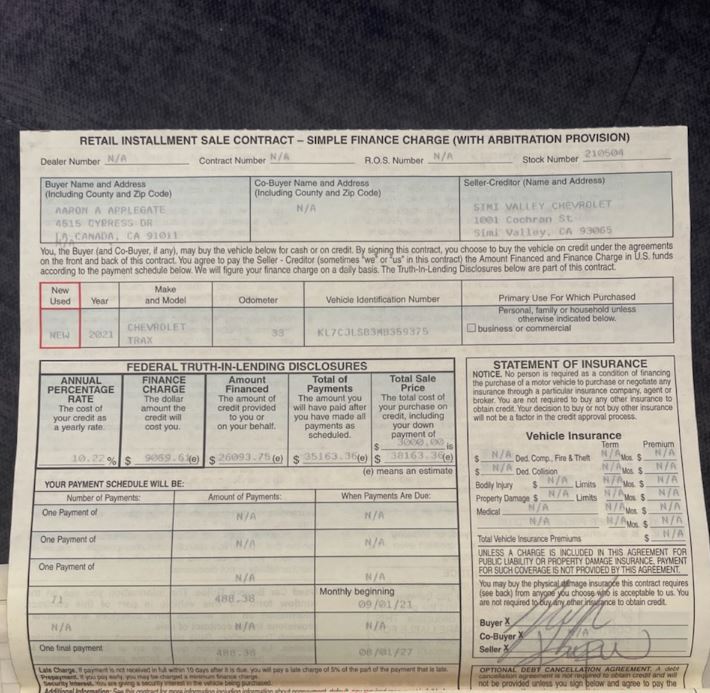 RETAIL INSTALLMENT SALE CONTRACT – SIMPLE FINANCE CHARGE (WITH ARBITRATION PROVISION)
Dealer Number N/A Contract Number N/A R.O.S. Number N/A Stock Number 210504
Buyer Name and Address
(Including County and Zip Code)
AARON A APPLEGATE
4515 CYPRESS DR
LA CANADA, CA 91011
Co-Buyer Name and Address
(Including County and Zip Code)
N/A
Seller-Creditor (Name and Address)
SIMI VALLEY CHEVROLET
1001 Cochran St.
Simi Valley, CA 93065
You, the Buyer (and Co-Buyer, if any), may buy the vehicle below for cash or on credit. By signing this contract, you choose to buy the vehicle on credit under the agreements
on the front and back of this contract. You agree to pay the Seller - Creditor (sometimes "we" or "us" in this contract) the Amount Financed and Finance Charge in U.S. funds
according to the payment schedule below. We will figure your finance charge on a daily basis. The Truth-In-Lending Disclosures below are part of this contract.
New
Used
Year
Make
and Model
Odometer
Vehicle Identification Number
Primary Use For Which Purchased
NEW
2021
CHEVROLET
TRAX
33
KL7CJLSB3MB359375
Personal, family or household unless
otherwise indicated below.
business or commercial
FEDERAL TRUTH-IN-LENDING DISCLOSURES
ANNUAL
PERCENTAGE
RATE
The cost of
your credit as
a yearly rate.
10.22 %
FINANCE
CHARGE
The dollar
amount the
credit will
cost you.
$ 9069.61(e)
Amount
Financed
The amount of
credit provided
to you or
on your behalf.
$ 26093.75(e)
Total of
Payments
The amount you
will have paid after
you have made all
payments as
scheduled.
$ 35163.36(e)
Total Sale
Price
The total cost of
your purchase on
credit, including
your down
payment of
$ 3000.00 is
$ 38163.36(e)
(e) means an estimate
YOUR PAYMENT SCHEDULE WILL BE:
Number of Payments: Amount of Payments: When Payments Are Due:
One Payment of N/A N/A
One Payment of N/A N/A
One Payment of
N/A N/A
71 488.38 Monthly beginning
09/01/21
N/A N/A N/A
One final payment 488.38 08/01/27
STATEMENT OF INSURANCE
NOTICE. No person is required as a condition of financing
the purchase of a motor vehicle to purchase or negotiate any
insurance through a particular insurance company, agent or
broker. You are not required to buy any other insurance to
obtain credit. Your decision to buy or not buy other insurance
will not be a factor in the credit approval process.
Vehicle Insurance
Term Premium
$ N/A Ded. Comp., Fire & Theft N/A Mos. $ N/A
$ N/A Ded. Collision N/A Mos. $ N/A
Bodily Injury $ N/A Limits N/A Mos. $ N/A
Property Damage $ N/A Limits N/A Mos. $ N/A
Medical N/A N/A Mos. $ N/A
N/A N/A Mos. $ N/A
Total Vehicle Insurance Premiums $ N/A
UNLESS A CHARGE IS INCLUDED IN THIS AGREEMENT FOR
PUBLIC LIABILITY OR PROPERTY DAMAGE INSURANCE, PAYMENT
FOR SUCH COVERAGE IS NOT PROVIDED BY THIS AGREEMENT.
You may buy the physical damage insurance this contract requires
(see back) from anyone you choose who is acceptable to us. You
are not required to buy any other insurance to obtain credit.
Buyer X
Co-Buyer X N/A
Seller X
Late Charge. If payment is not received in full within 10 days after it is due, you will pay a late charge of 5% of the part of the payment that is late.
Prepayment. If you pay early, you may be charged a minimum finance charge.
Security Interest. You are giving a security interest in the vehicle being purchased.
Additional Information: See this contract for more information including information about
OPTIONAL DEBT CANCELLATION AGREEMENT. A debt
cancellation agreement is not required to obtain credit and will
not be provided unless you sign below and agree to pay the